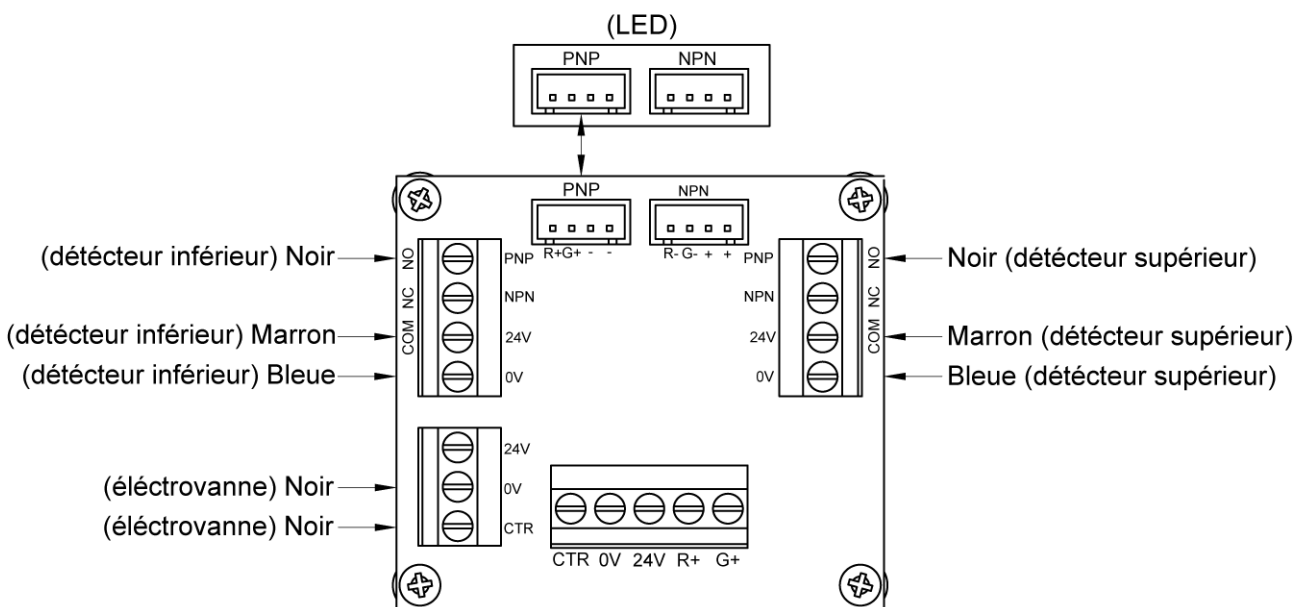 (LED)
PNP NPN
PNP NPN
R+G+ - - R- G- + +
(détécteur inférieur) Noir NO PNP PNP NO Noir (détécteur supérieur)
NC NPN NPN NC
(détécteur inférieur) Marron COM 24V 24V COM Marron (détécteur supérieur)
(détécteur inférieur) Bleue 0V 0V Bleue (détécteur supérieur)
24V
(éléctrovanne) Noir 0V
(éléctrovanne) Noir CTR
CTR 0V 24V R+ G+